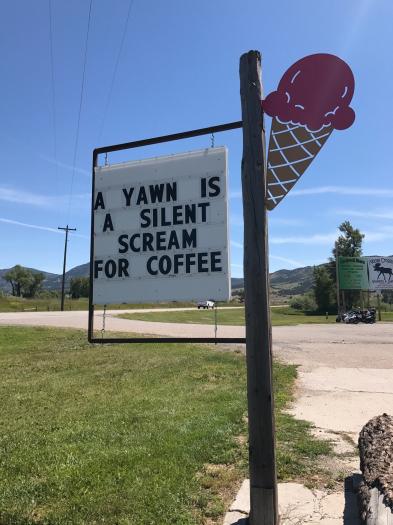 A YAWN IS
A SILENT
SCREAM
FOR COFFEE